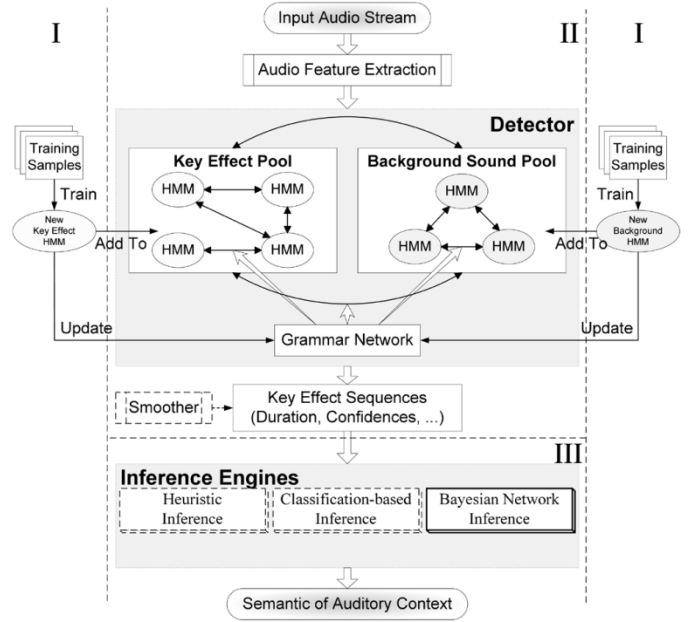 Input Audio Stream
I
II
I
Audio Feature Extraction
Detector
Training
Samples
Key Effect Pool
Background Sound Pool
Training
Samples
HMM
HMM
HMM
Train
Train
New
Key Effect
HMM
Add To
HMM
HMM
HMM
HMM
Add To
New
Background
HMM
Update
Grammar Network
Update
Smoother
Key Effect Sequences
(Duration, Confidences, ...)
III
Inference Engines
Heuristic
Inference
Classification-based
Inference
Bayesian Network
Inference
Semantic of Auditory Context